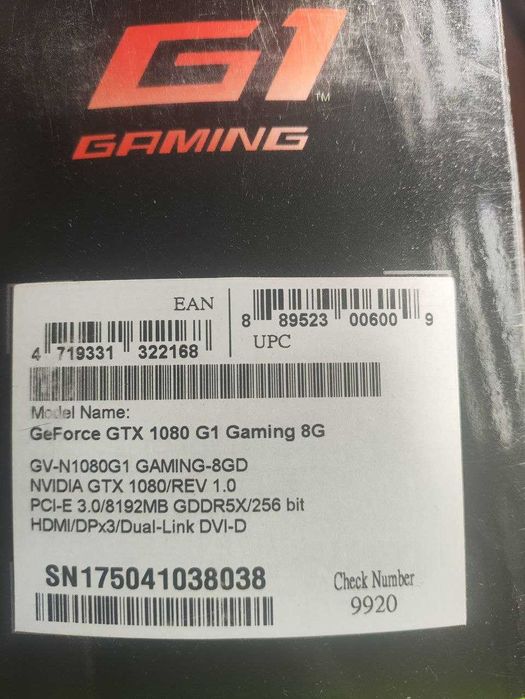 G1
TM
GAMING
EAN
4 719331 322168
8 89523 00600 9
UPC
Model Name:
GeForce GTX 1080 G1 Gaming 8G
GV-N1080G1 GAMING-8GD
NVIDIA GTX 1080/REV 1.0
PCI-E 3.0/8192MB GDDR5X/256 bit
HDMI/DPx3/Dual-Link DVI-D
SN175041038038
Check Number
9920